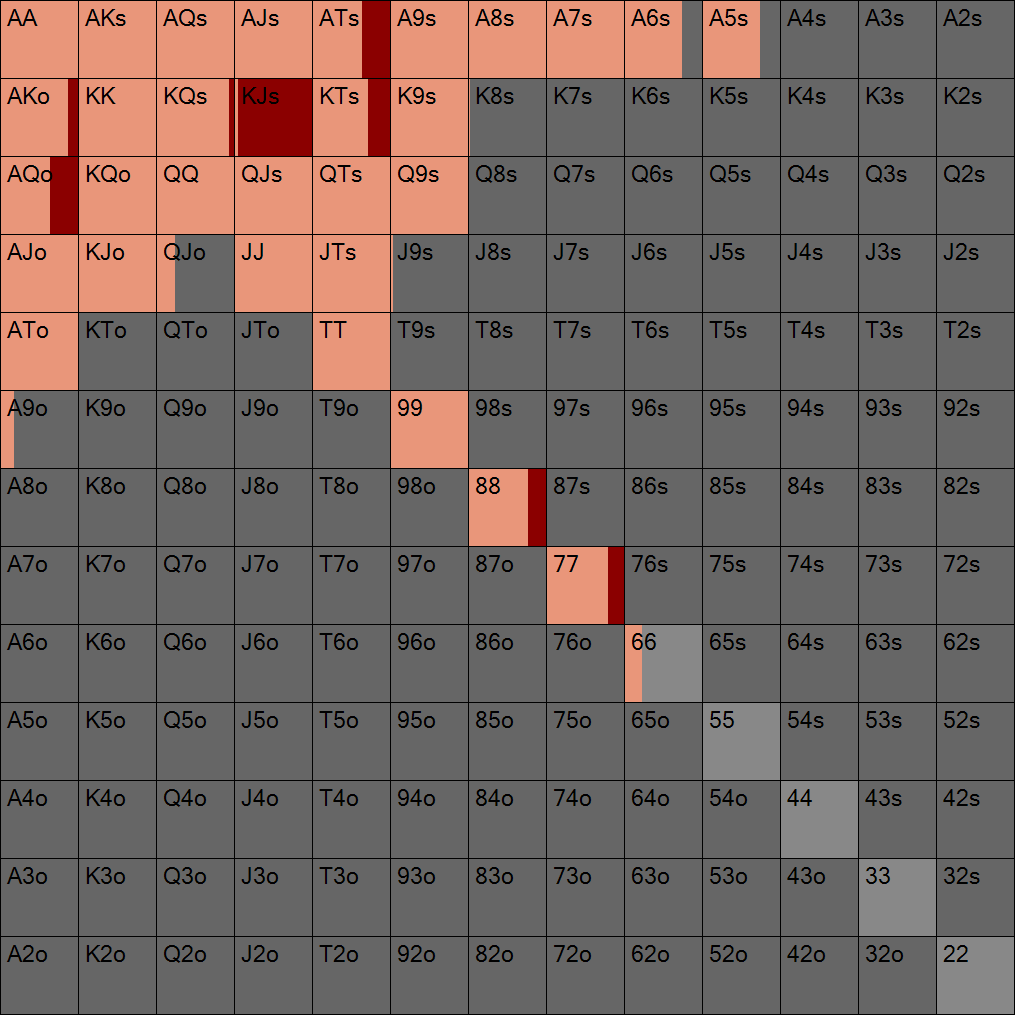 AA AKs AQs AJs ATs A9s A8s A7s A6s A5s A4s A3s A2s
AKo KK KQs KJs KTs K9s K8s K7s K6s K5s K4s K3s K2s
AQo KQo QQ QJs QTs Q9s Q8s Q7s Q6s Q5s Q4s Q3s Q2s
AJo KJo QJo JJ JTs J9s J8s J7s J6s J5s J4s J3s J2s
ATo KTo QTo JTo TT T9s T8s T7s T6s T5s T4s T3s T2s
A9o K9o Q9o J9o T9o 99 98s 97s 96s 95s 94s 93s 92s
A8o K8o Q8o J8o T8o 98o 88 87s 86s 85s 84s 83s 82s
A7o K7o Q7o J7o T7o 97o 87o 77 76s 75s 74s 73s 72s
A6o K6o Q6o J6o T6o 96o 86o 76o 66 65s 64s 63s 62s
A5o K5o Q5o J5o T5o 95o 85o 75o 65o 55 54s 53s 52s
A4o K4o Q4o J4o T4o 94o 84o 74o 64o 54o 44 43s 42s
A3o K3o Q3o J3o T3o 93o 83o 73o 63o 53o 43o 33 32s
A2o K2o Q2o J2o T2o 92o 82o 72o 62o 52o 42o 32o 22